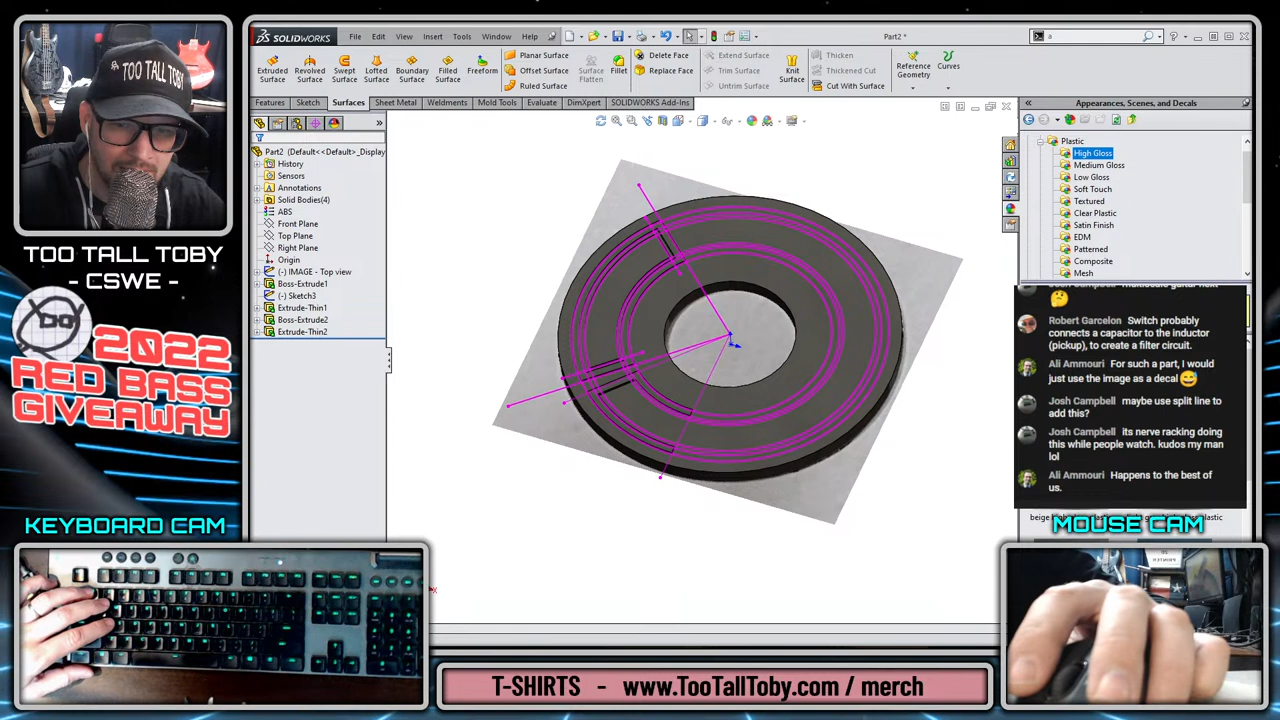 TOO TALL TOBY
TOO TALL TOBY
- CSWE -
2022
RED BASS
GIVEAWAY
KEYBOARD CAM
SOLIDWORKS
File Edit View Insert Tools Window Help
Part2 *
a
Extruded Surface
Revolved Surface
Swept Surface
Lofted Surface
Boundary Surface
Filled Surface
Freeform
Planar Surface
Offset Surface
Ruled Surface
Surface Flatten
Fillet
Delete Face
Replace Face
Extend Surface
Trim Surface
Untrim Surface
Knit Surface
Thicken
Thickened Cut
Cut With Surface
Reference Geometry
Curves
Features Sketch Surfaces Sheet Metal Weldments Mold Tools Evaluate DimXpert SOLIDWORKS Add-Ins
Part2 (Default<<Default>_Display
History
Sensors
Annotations
Solid Bodies(4)
ABS
Front Plane
Top Plane
Right Plane
Origin
(-) IMAGE - Top view
Boss-Extrude1
(-) Sketch3
Extrude-Thin1
Boss-Extrude2
Extrude-Thin2
Appearances, Scenes, and Decals
Plastic
High Gloss
Medium Gloss
Low Gloss
Soft Touch
Textured
Clear Plastic
Satin Finish
EDM
Patterned
Composite
Mesh
Robert Garcelon Switch probably
connects a capacitor to the inductor
(pickup), to create a filter circuit.
Ali Ammouri For such a part, I would
just use the image as a decal
Josh Campbell maybe use split line to
add this?
Josh Campbell its nerve racking doing
this while people watch. kudos my man
lol
Ali Ammouri Happens to the best of
us.
MOUSE CAM
T-SHIRTS - www.TooTallToby.com / merch